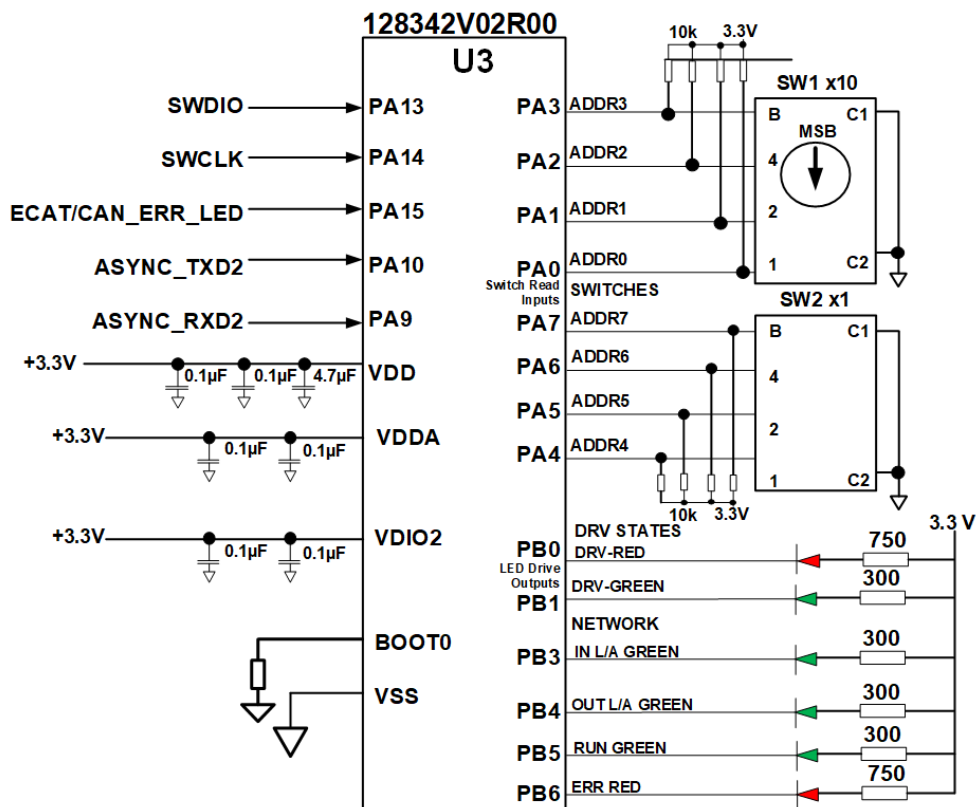 128342V02R00
U3
SWDIO
PA13
SWCLK
PA14
ECAT/CAN_ERR_LED
PA15
ASYNC_TXD2
PA10
ASYNC_RXD2
PA9
+3.3V
0.1µF
0.1µF
4.7µF
VDD
+3.3V
0.1µF
0.1µF
VDDA
+3.3V
0.1µF
0.1µF
VDIO2
BOOT0
VSS
10k
3.3V
SW1 x10
PA3
ADDR3
B
C1
MSB
PA2
ADDR2
4
PA1
ADDR1
2
PA0
ADDR0
1
C2
Switch Read
Inputs
SWITCHES
SW2 x1
PA7
ADDR7
B
C1
PA6
ADDR6
4
PA5
ADDR5
2
PA4
ADDR4
1
C2
10k
3.3V
3.3 V
DRV STATES
PB0
DRV-RED
750
LED Drive
Outputs
PB1
DRV-GREEN
300
NETWORK
PB3
IN L/A GREEN
300
PB4
OUT L/A GREEN
300
PB5
RUN GREEN
300
PB6
ERR RED
750